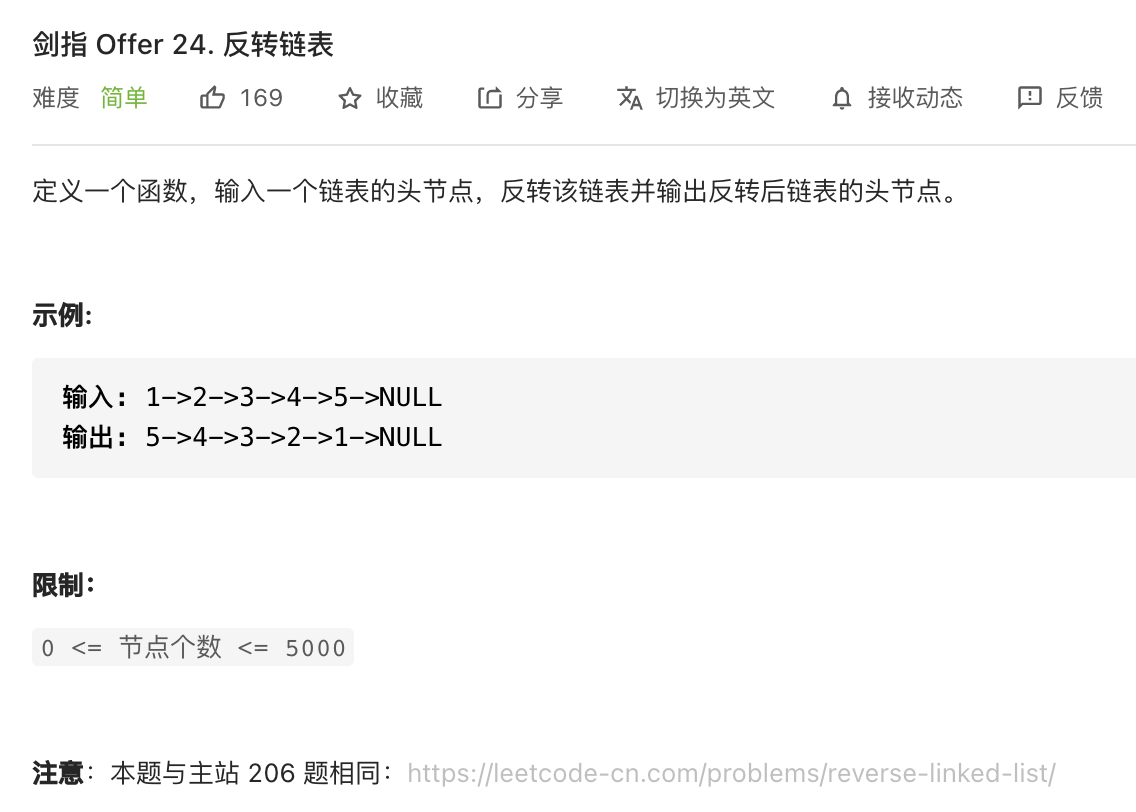 剑指 Offer 24. 反转链表
难度 简单 169 收藏 分享 切换为英文 接收动态 反馈
定义一个函数，输入一个链表的头节点，反转该链表并输出反转后链表的头节点。
示例:
输入: 1->2->3->4->5->NULL
输出: 5->4->3->2->1->NULL
限制：
0 <= 节点个数 <= 5000
注意：本题与主站 206 题相同：https://leetcode-cn.com/problems/reverse-linked-list/